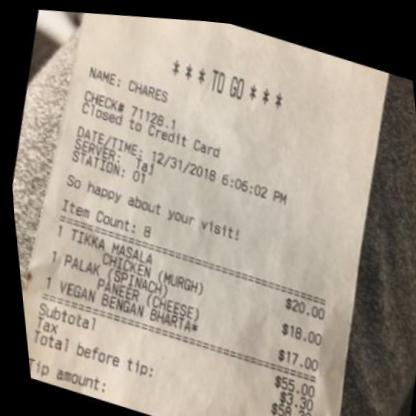 *** TO GO ***
NAME: CHARES
CHECK# 71128.1
Closed to Credit Card
DATE/TIME: 12/31/2018 6:06:02 PM
SERVER: Taj
STATION: 01
So happy about your visit!
Item Count: 8
1 TIKKA MASALA $20.00
CHICKEN (MURGH)
1 PALAK (SPINACH) $18.00
PANEER (CHEESE)
1 VEGAN BENGAN BHARTA* $17.00
Subtotal $55.00
Tax $3.30
Total before tip:
Tip amount: